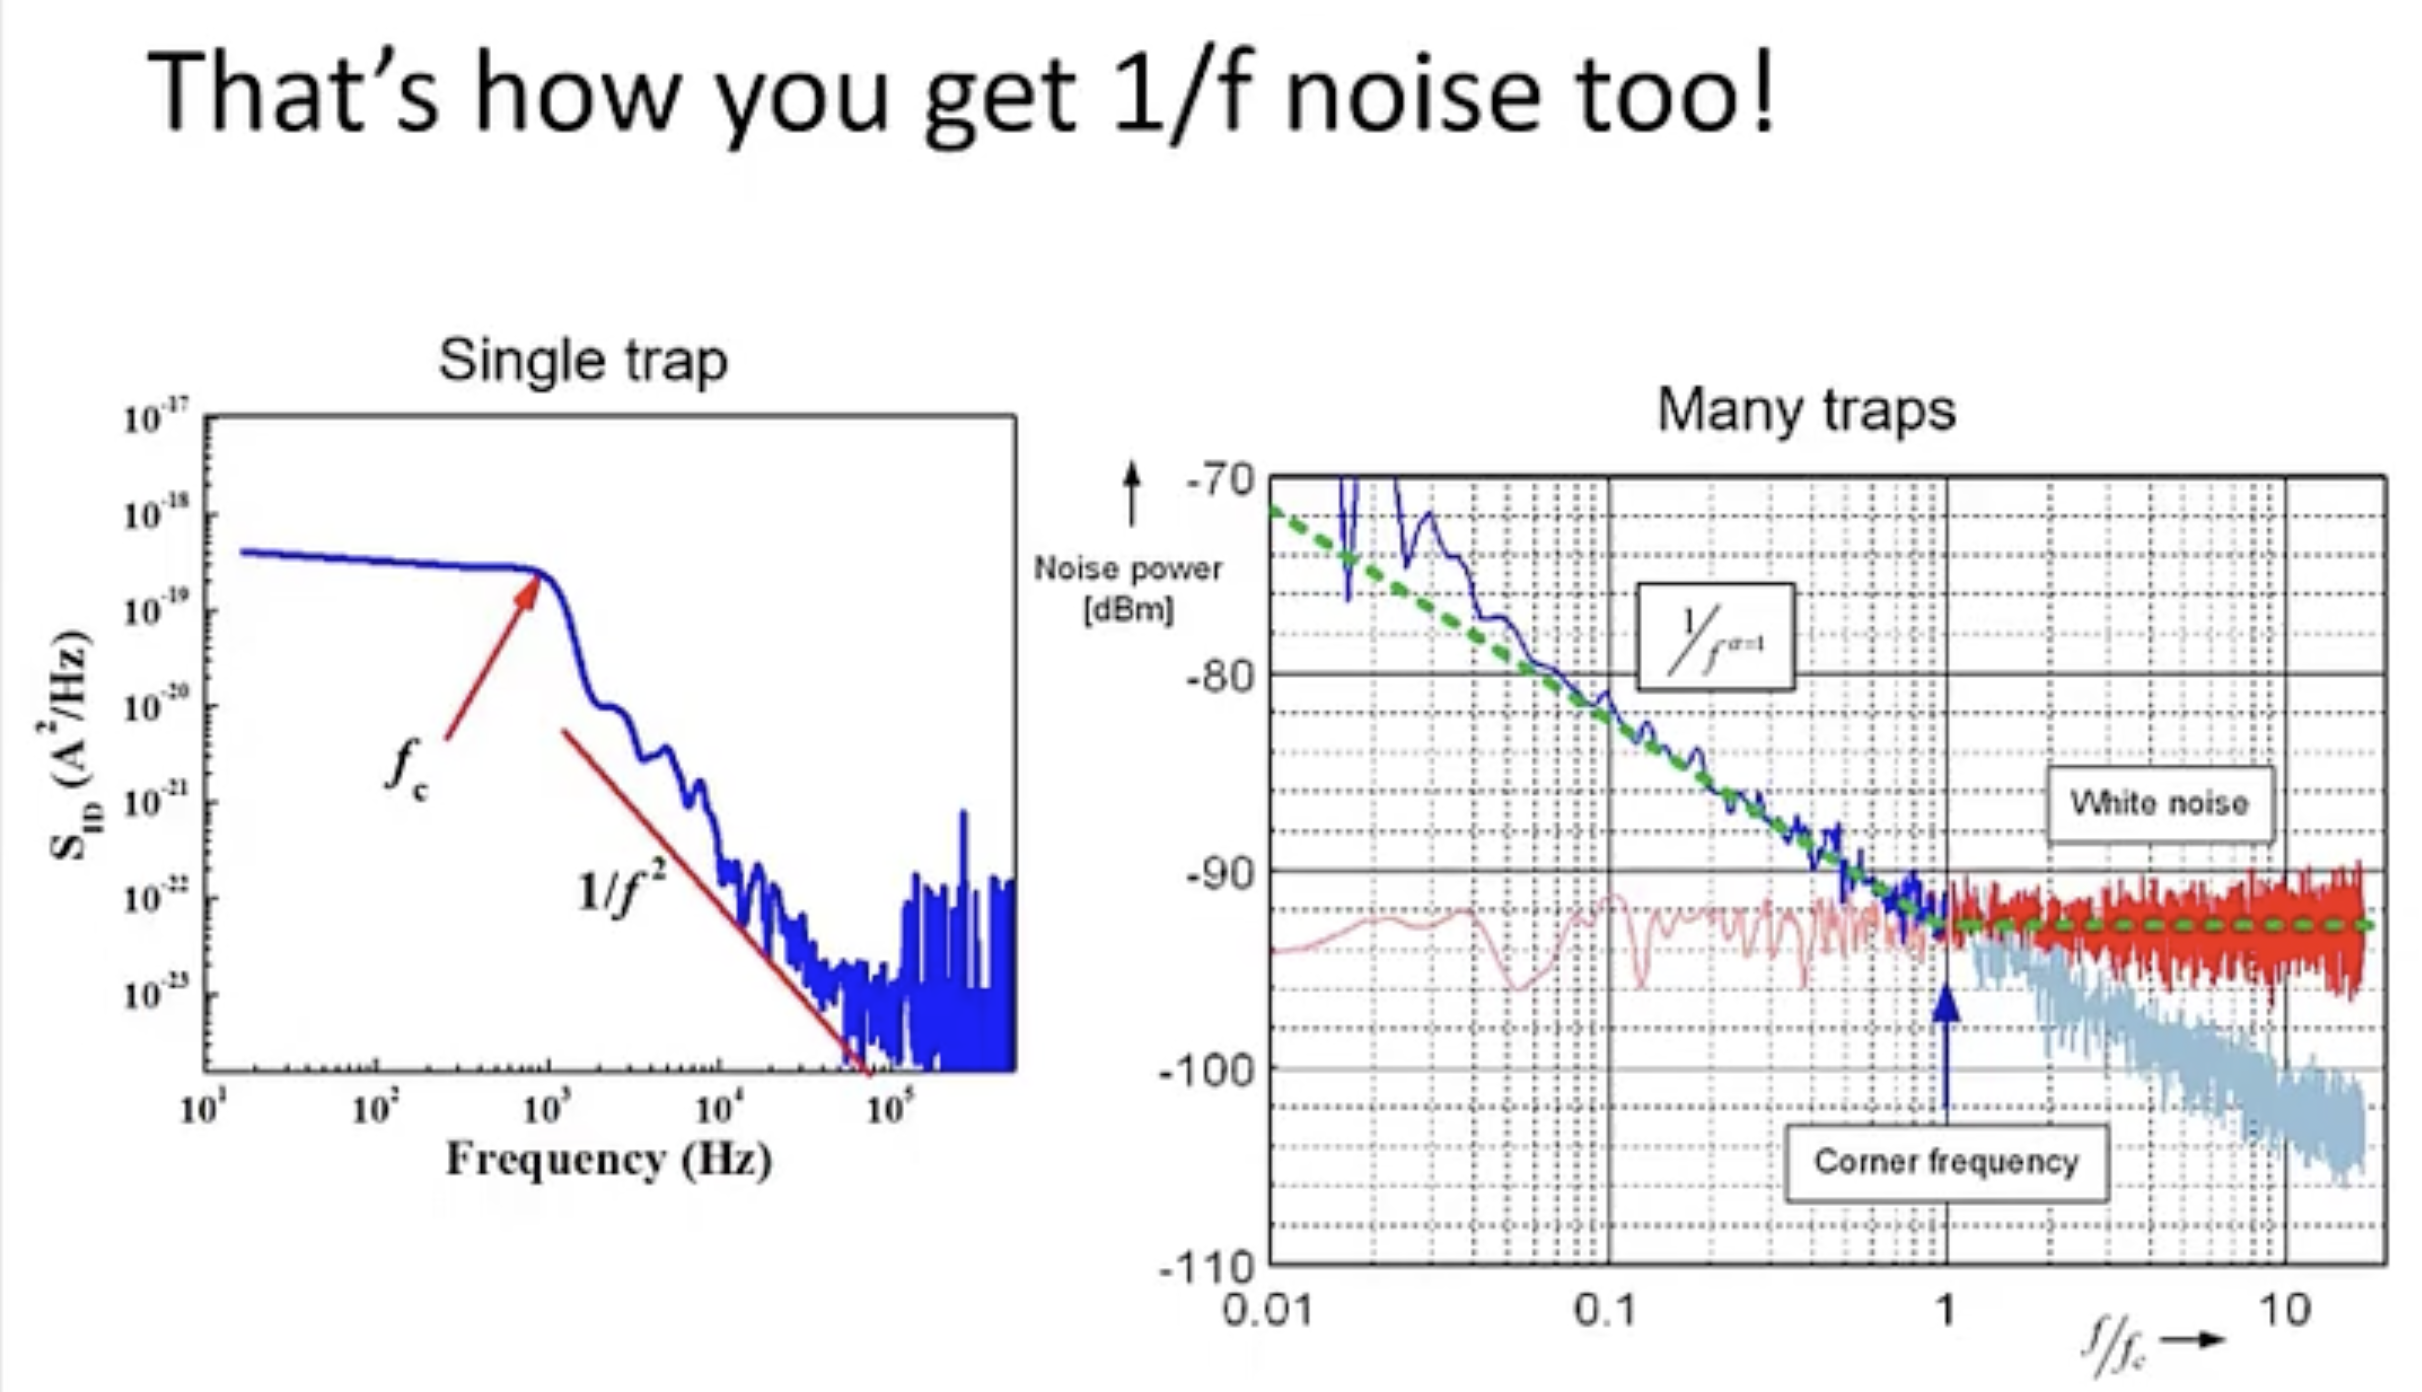 That's how you get 1/f noise too!
Single trap
10⁻¹⁷
10⁻¹⁸
10⁻¹⁹
10⁻²⁰
10⁻²¹
10⁻²²
10⁻²³
S_ID (A²/Hz)
f_c
1/f²
10¹ 10² 10³ 10⁴ 10⁵
Frequency (Hz)
Many traps
Noise power
[dBm]
-70
-80
-90
-100
-110
1/f^α=1
White noise
Corner frequency
0.01 0.1 1 10
f/f_c